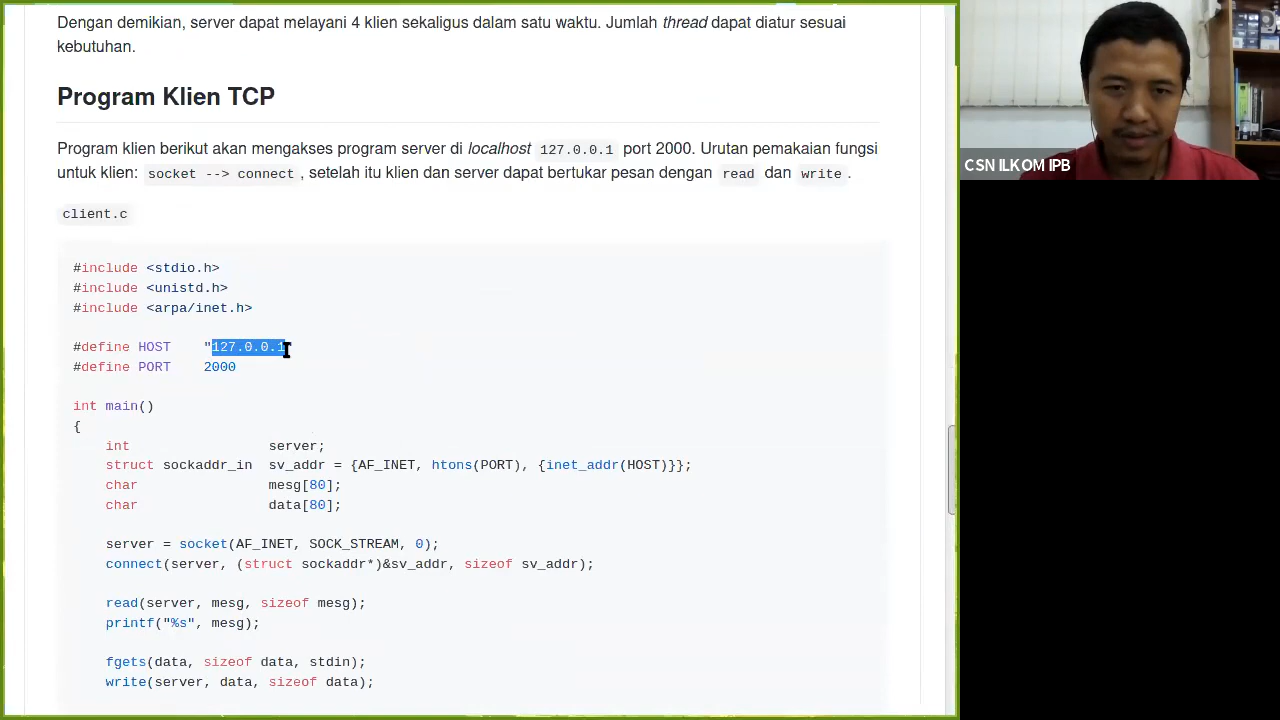 Dengan demikian, server dapat melayani 4 klien sekaligus dalam satu waktu. Jumlah thread dapat diatur sesuai
kebutuhan.
Program Klien TCP
Program klien berikut akan mengakses program server di localhost 127.0.0.1 port 2000. Urutan pemakaian fungsi
untuk klien: socket --> connect , setelah itu klien dan server dapat bertukar pesan dengan read dan write .
client.c
#include <stdio.h>
#include <unistd.h>
#include <arpa/inet.h>
#define HOST "127.0.0.1
#define PORT 2000
int main()
{
int server;
struct sockaddr_in sv_addr = {AF_INET, htons(PORT), {inet_addr(HOST)}};
char mesg[80];
char data[80];
server = socket(AF_INET, SOCK_STREAM, 0);
connect(server, (struct sockaddr*)&sv_addr, sizeof sv_addr);
read(server, mesg, sizeof mesg);
printf("%s", mesg);
fgets(data, sizeof data, stdin);
write(server, data, sizeof data);
CSN ILKOM IPB